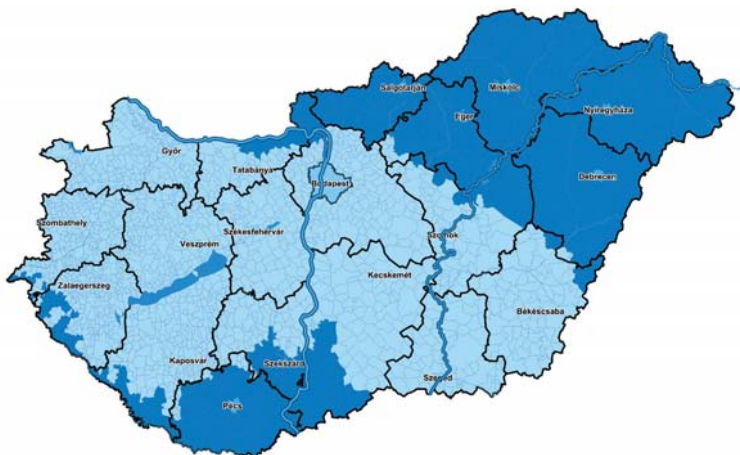 Salgótarján
Miskolc
Nyíregyháza
Eger
Győr
Tatabánya
Budapest
Debrecen
Szombathely
Székesfehérvár
Veszprém
Szolnok
Kecskemét
Zalaegerszeg
Békéscsaba
Kaposvár
Szekszárd
Szeged
Pécs